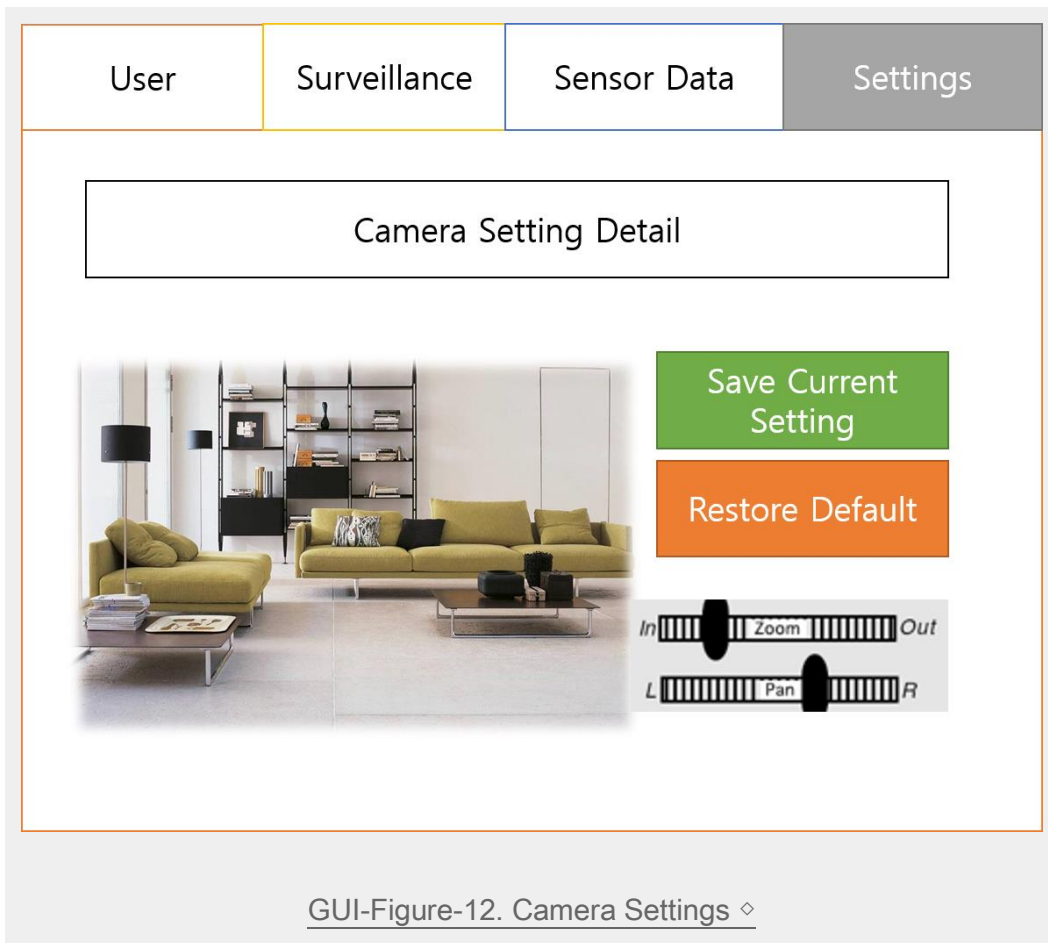 User Surveillance Sensor Data Settings
Camera Setting Detail
Save Current
Setting
Restore Default
In Zoom Out
L Pan R
GUI-Figure-12. Camera Settings ◇